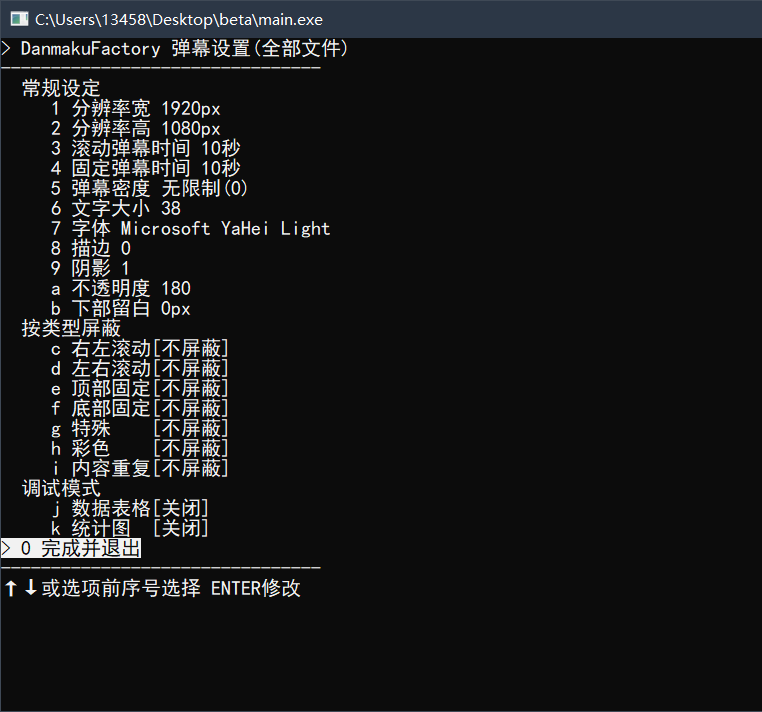 C:\Users\13458\Desktop\beta\main.exe
> DanmakuFactory 弹幕设置(全部文件)
--------------------------------
常规设定
1 分辨率宽 1920px
2 分辨率高 1080px
3 滚动弹幕时间 10秒
4 固定弹幕时间 10秒
5 弹幕密度 无限制(0)
6 文字大小 38
7 字体 Microsoft YaHei Light
8 描边 0
9 阴影 1
a 不透明度 180
b 下部留白 0px
按类型屏蔽
c 右左滚动[不屏蔽]
d 左右滚动[不屏蔽]
e 顶部固定[不屏蔽]
f 底部固定[不屏蔽]
g 特殊    [不屏蔽]
h 彩色    [不屏蔽]
i 内容重复[不屏蔽]
调试模式
j 数据表格[关闭]
k 统计图  [关闭]
> 0 完成并退出
--------------------------------
↑↓或选项前序号选择 ENTER修改